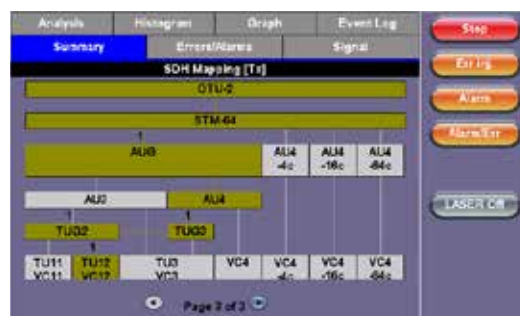 Analysis Histogram Graph Event Log
Summary Errors/Alarms Signal
SDH Mapping [Tx]
OTU-2
STM-64
1
AUG AU4 AU4 AU4
-4c -16c -64c
AU3 AU4
1 1
TUG2 TUG3
1
TU11 TU12 TU3 VC4 VC4 VC4 VC4
VC11 VC12 VC3 -4c -16c -64c
Page 2 of 3
Stop
Err Inj
Alarm
Alarm/Err
LASER Off